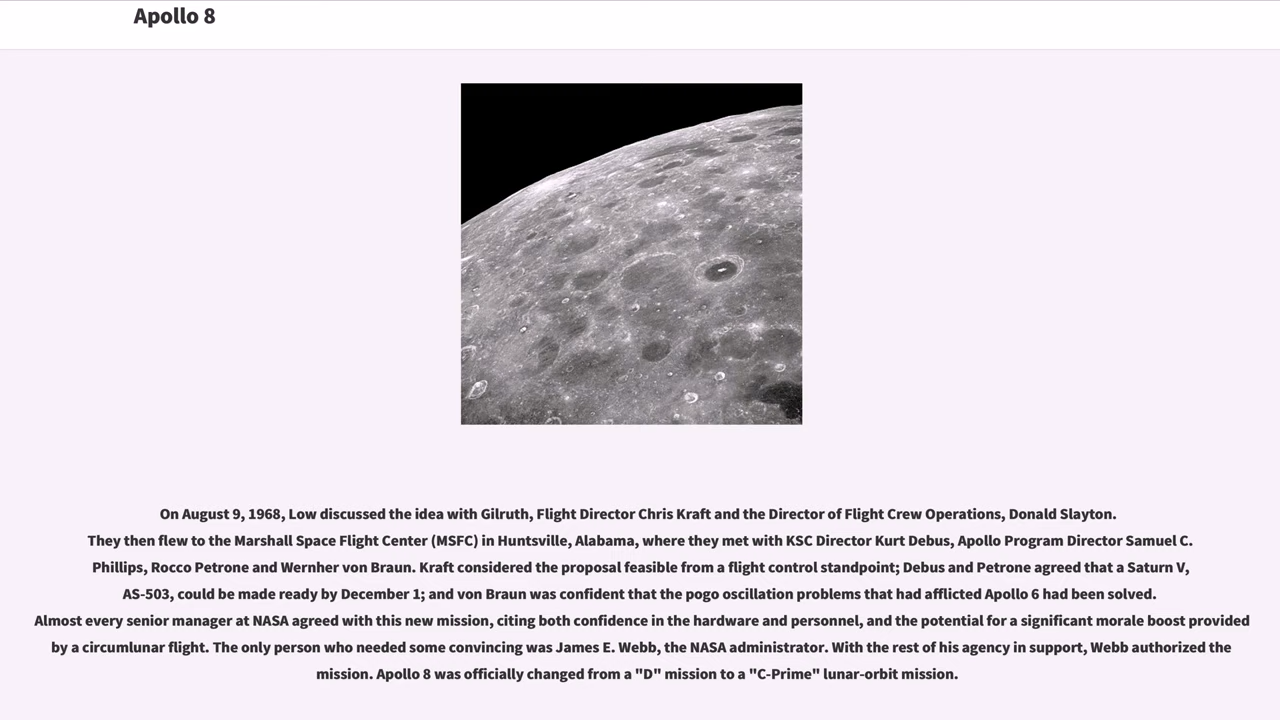 Apollo 8
On August 9, 1968, Low discussed the idea with Gilruth, Flight Director Chris Kraft and the Director of Flight Crew Operations, Donald Slayton.
They then flew to the Marshall Space Flight Center (MSFC) in Huntsville, Alabama, where they met with KSC Director Kurt Debus, Apollo Program Director Samuel C.
Phillips, Rocco Petrone and Wernher von Braun. Kraft considered the proposal feasible from a flight control standpoint; Debus and Petrone agreed that a Saturn V,
AS-503, could be made ready by December 1; and von Braun was confident that the pogo oscillation problems that had afflicted Apollo 6 had been solved.
Almost every senior manager at NASA agreed with this new mission, citing both confidence in the hardware and personnel, and the potential for a significant morale boost provided
by a circumlunar flight. The only person who needed some convincing was James E. Webb, the NASA administrator. With the rest of his agency in support, Webb authorized the
mission. Apollo 8 was officially changed from a "D" mission to a "C-Prime" lunar-orbit mission.